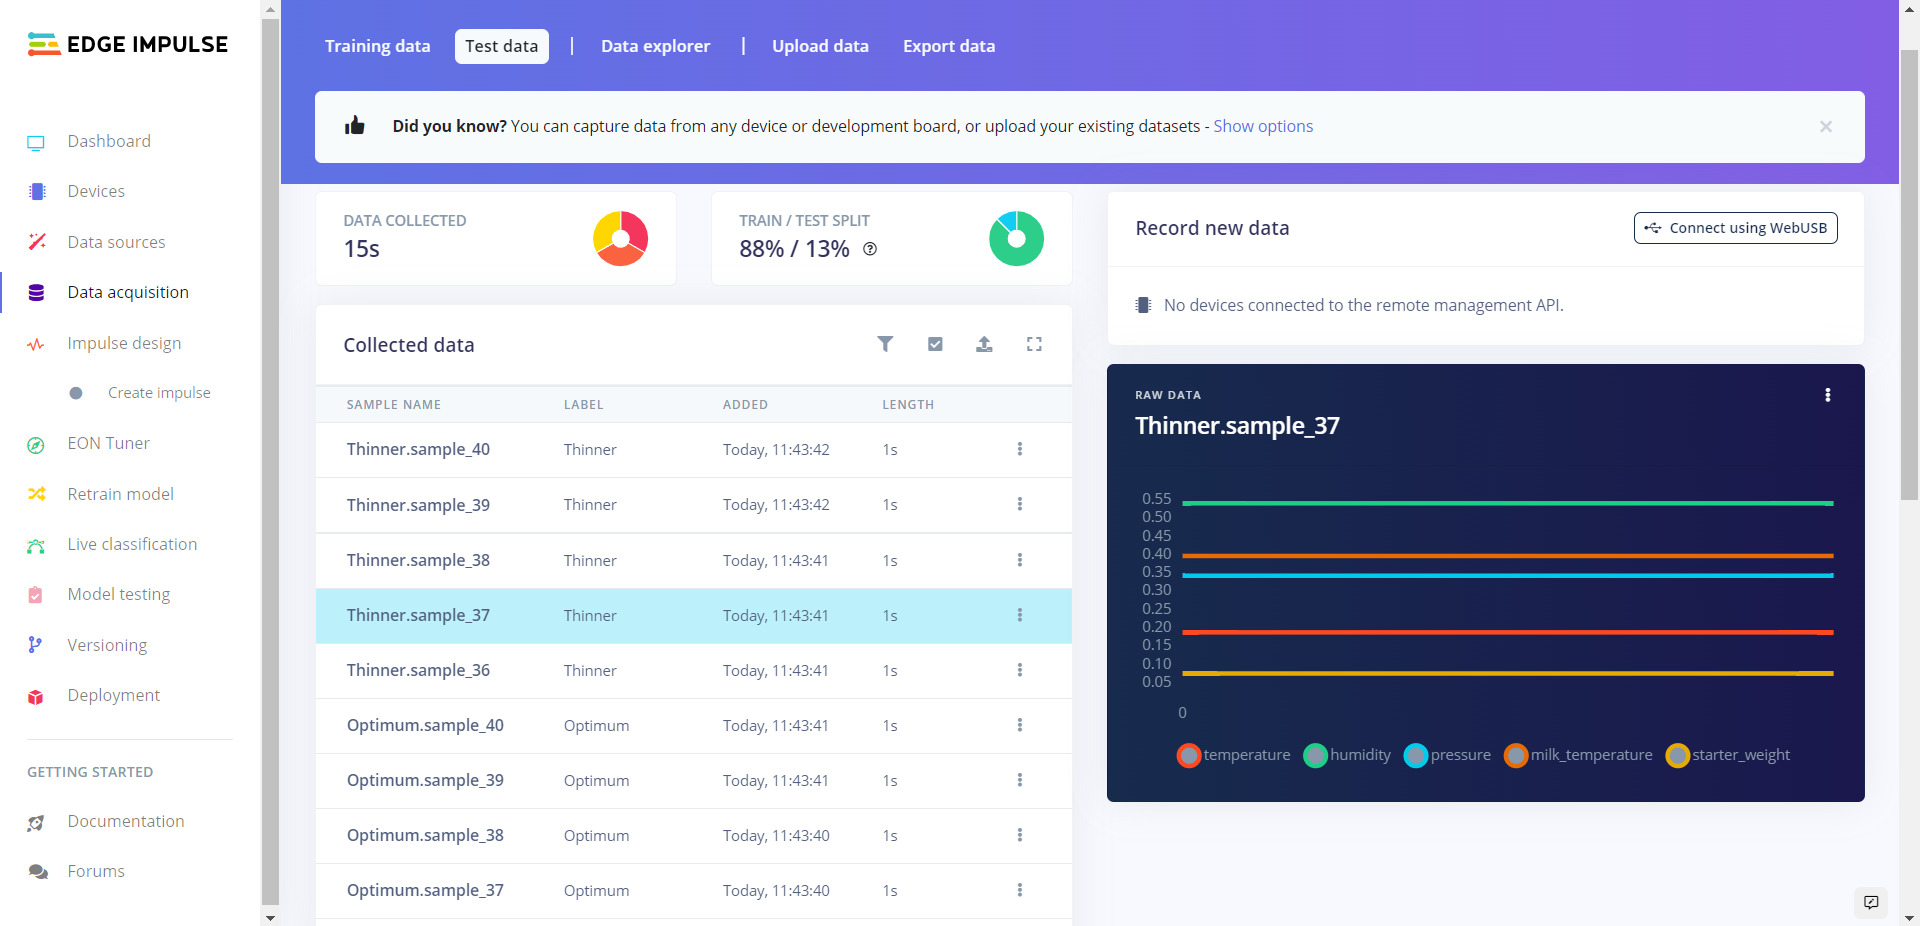 EDGE IMPULSE
Dashboard
Devices
Data sources
Data acquisition
Impulse design
Create impulse
EON Tuner
Retrain model
Live classification
Model testing
Versioning
Deployment
GETTING STARTED
Documentation
Forums
Training data Test data | Data explorer | Upload data Export data
Did you know? You can capture data from any device or development board, or upload your existing datasets - Show options ×
DATA COLLECTED
15s
TRAIN / TEST SPLIT
88% / 13% ?
Collected data
SAMPLE NAME LABEL ADDED LENGTH
Thinner.sample_40 Thinner Today, 11:43:42 1s
Thinner.sample_39 Thinner Today, 11:43:42 1s
Thinner.sample_38 Thinner Today, 11:43:41 1s
Thinner.sample_37 Thinner Today, 11:43:41 1s
Thinner.sample_36 Thinner Today, 11:43:41 1s
Optimum.sample_40 Optimum Today, 11:43:41 1s
Optimum.sample_39 Optimum Today, 11:43:41 1s
Optimum.sample_38 Optimum Today, 11:43:40 1s
Optimum.sample_37 Optimum Today, 11:43:40 1s
Record new data Connect using WebUSB
No devices connected to the remote management API.
RAW DATA
Thinner.sample_37
0.55
0.50
0.45
0.40
0.35
0.30
0.25
0.20
0.15
0.10
0.05
0
temperature humidity pressure milk_temperature starter_weight